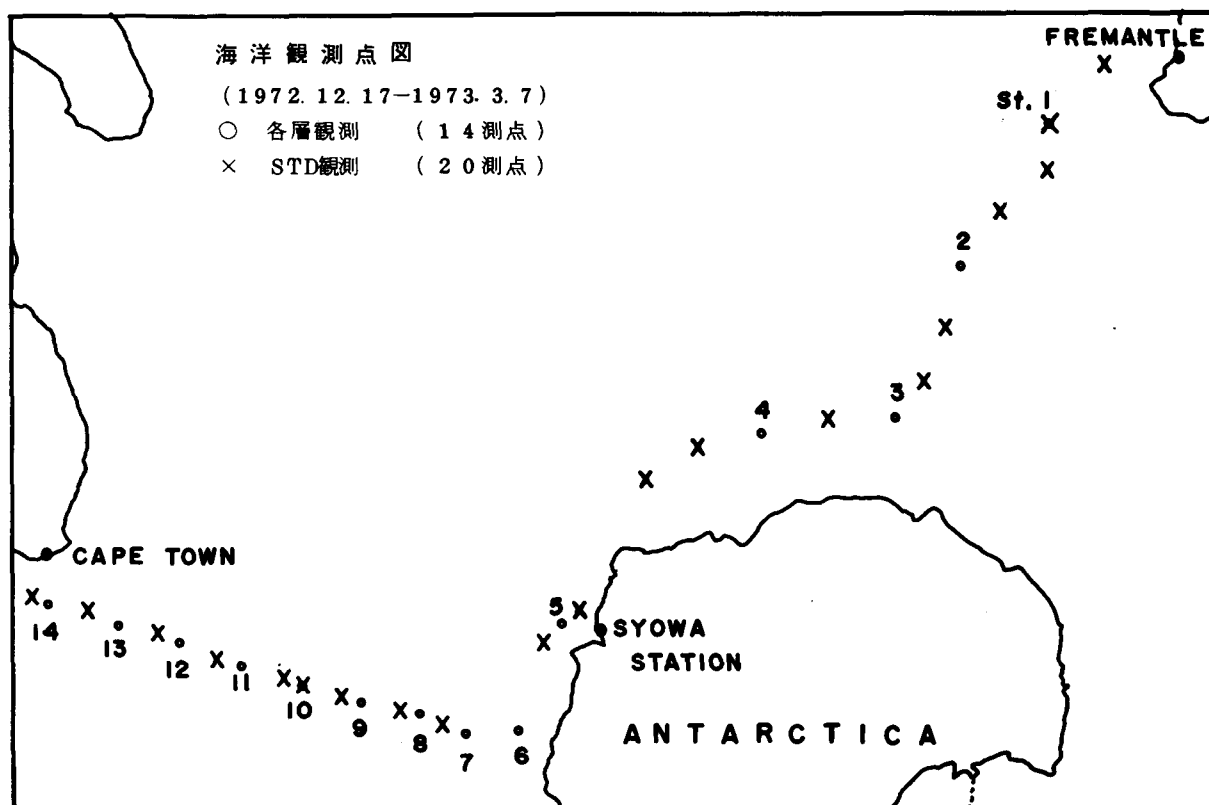 海洋観測点図
(1972.12.17-1973.3.7)
○ 各層観測 (14測点)
× STD観測 (20測点)
FREMANTLE
St. 1
2
3
4
CAPE TOWN
5
SYOWA
STATION
14
13
12
11
10
9
8
7
6
ANTARCTICA